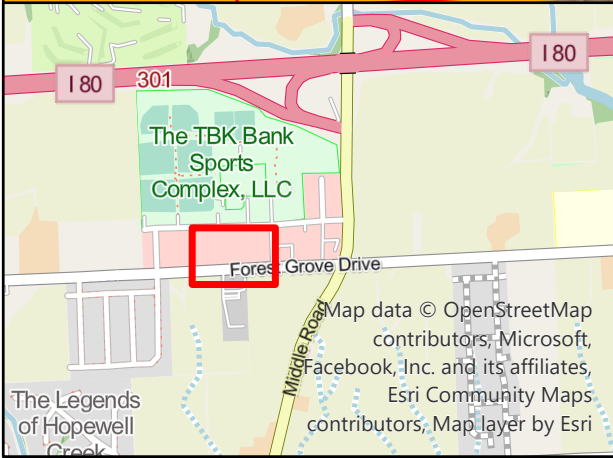 I 80
I 80
301
The TBK Bank
Sports
Complex, LLC
Forest Grove Drive
Middle Road
Map data © OpenStreetMap
contributors, Microsoft,
Facebook, Inc. and its affiliates,
Esri Community Maps
contributors, Map layer by Esri
The Legends
of Hopewell
Creek